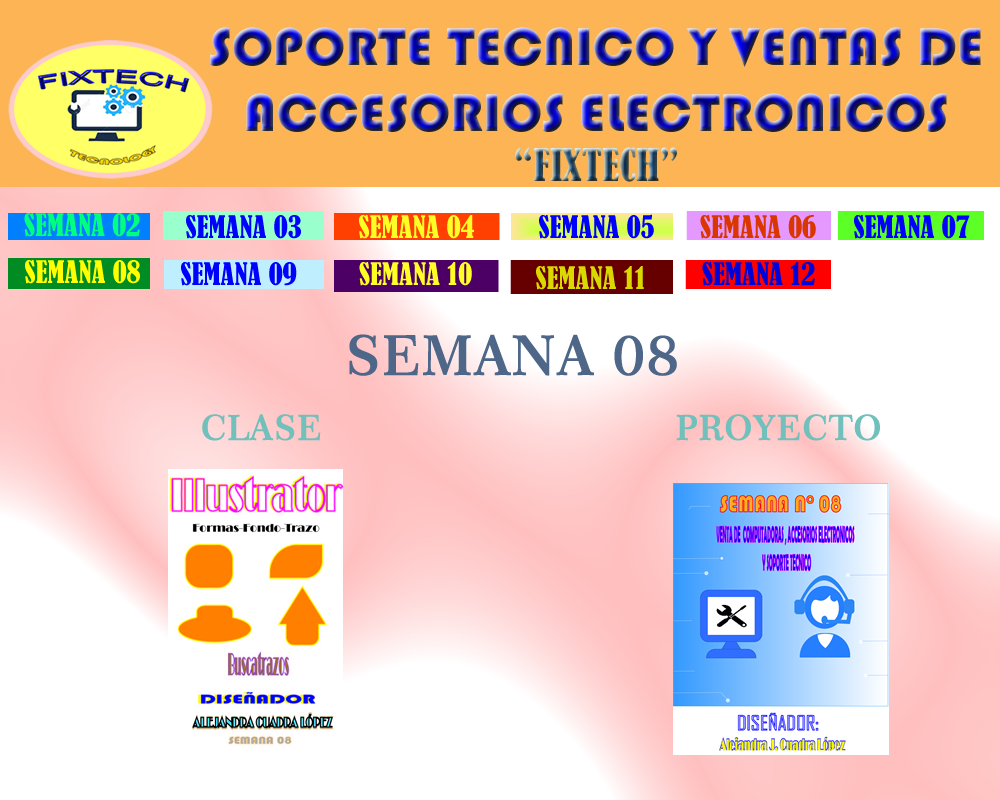 SOPORTE TECNICO Y VENTAS DE
ACCESORIOS ELECTRONICOS
“FIXTECH”
FIXTECH
TECNOLOGY
SEMANA 02
SEMANA 03
SEMANA 04
SEMANA 05
SEMANA 06
SEMANA 07
SEMANA 08
SEMANA 09
SEMANA 10
SEMANA 11
SEMANA 12
SEMANA 08
CLASE
Illustrator
Formas-Fondo-Trazo
Buscatrazos
DISEÑADOR
ALEJANDRA CUADRA LÓPEZ
SEMANA 08
PROYECTO
SEMANA N° 08
VENTA DE COMPUTADORAS , ACCESORIOS ELECTRONICOS
Y SOPORTE TECNICO
DISEÑADOR:
Alejandra J. Cuadra López